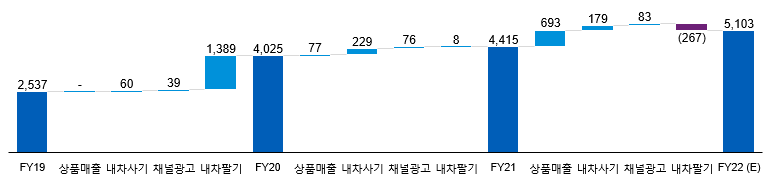 2,537 - 60 39 1,389 4,025 77 229 76 8 4,415 693 179 83 (267) 5,103
FY19 상품매출 내차사기 채널광고 내차팔기 FY20 상품매출 내차사기 채널광고 내차팔기 FY21 상품매출 내차사기 채널광고 내차팔기 FY22 (E)